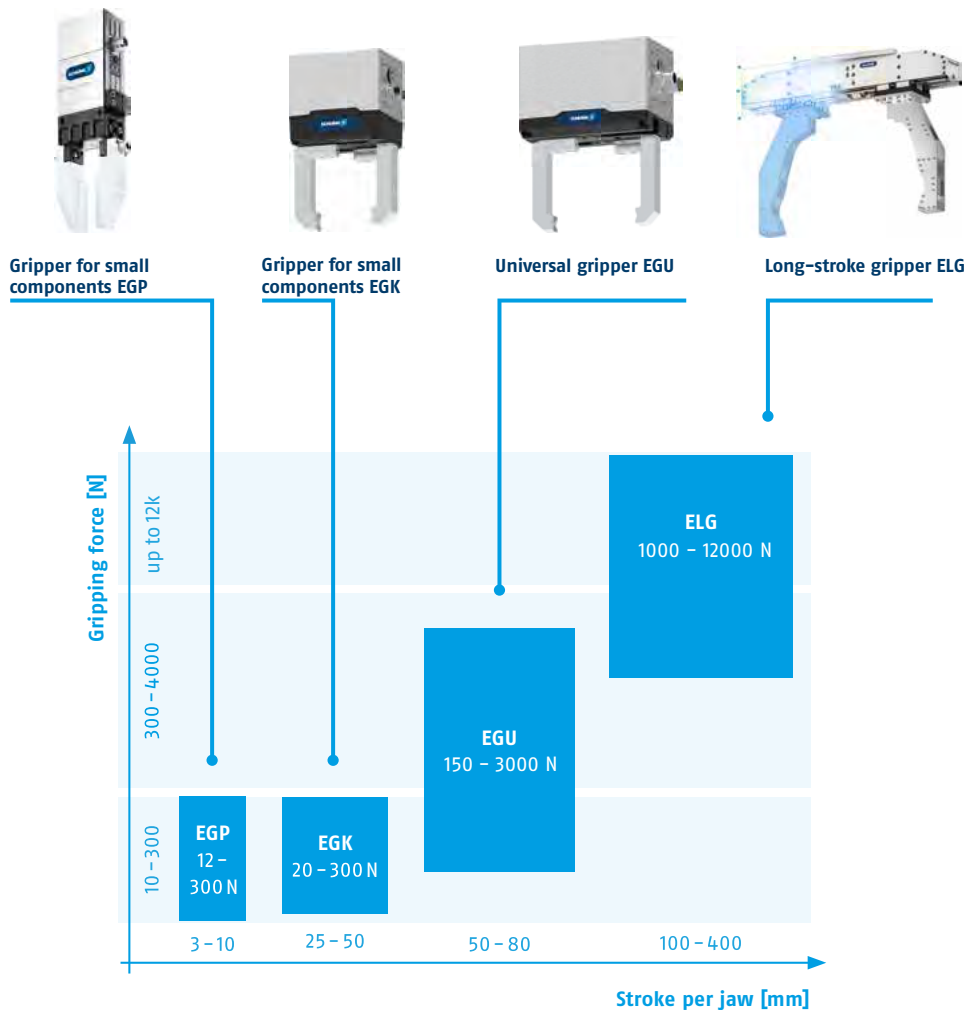 Gripper for small
components EGP
Gripper for small
components EGK
Universal gripper EGU
Long-stroke gripper ELG
Gripping force [N]
up to 12k
300 – 4000
10 – 300
ELG
1000 – 12000 N
EGU
150 – 3000 N
EGP
12 –
300 N
EGK
20 – 300 N
3 – 10
25 – 50
50 – 80
100 – 400
Stroke per jaw [mm]